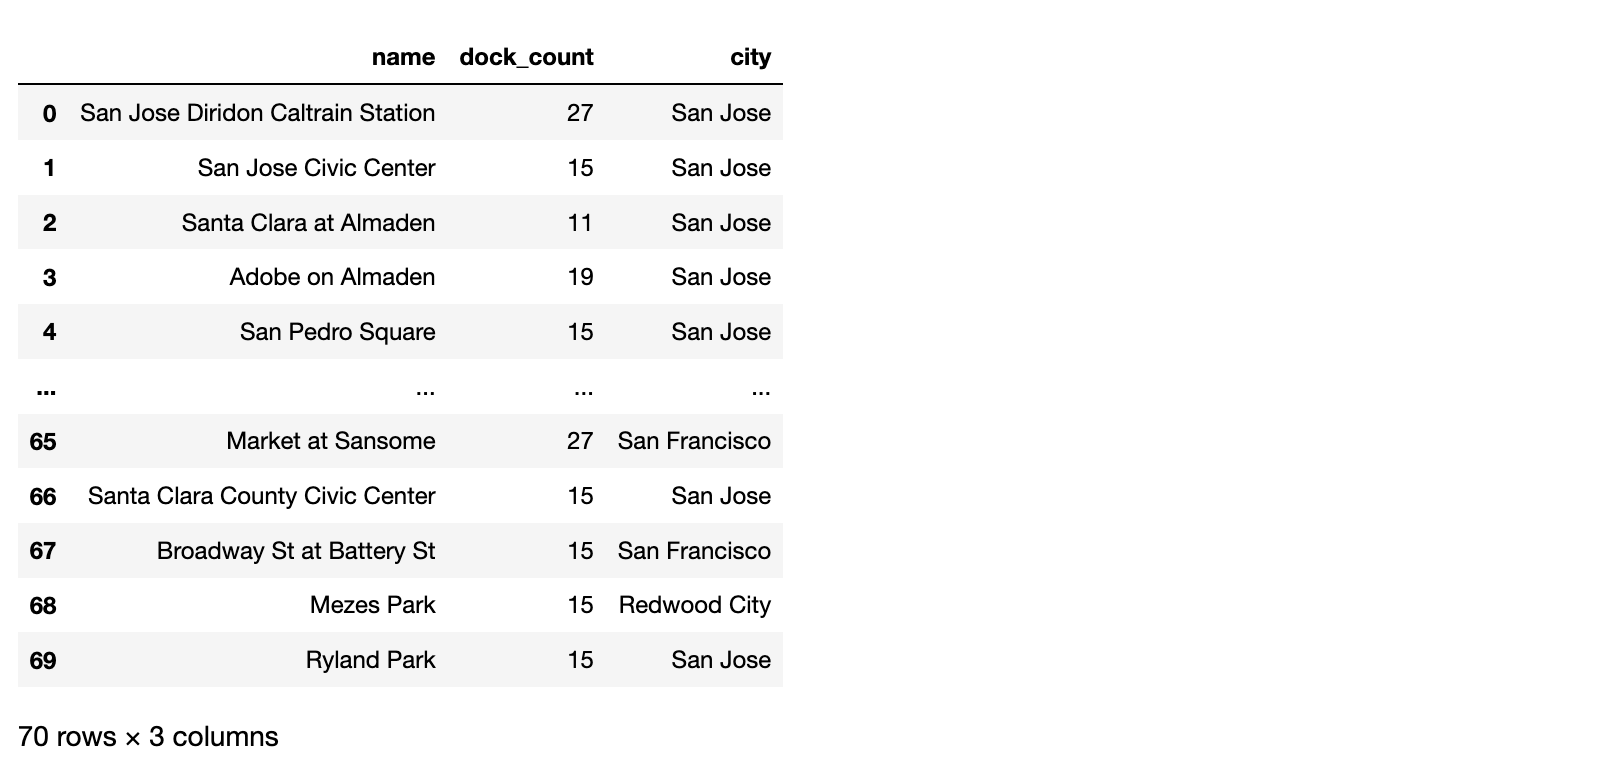 name dock_count city
0 San Jose Diridon Caltrain Station 27 San Jose
1 San Jose Civic Center 15 San Jose
2 Santa Clara at Almaden 11 San Jose
3 Adobe on Almaden 19 San Jose
4 San Pedro Square 15 San Jose
... ... ... ...
65 Market at Sansome 27 San Francisco
66 Santa Clara County Civic Center 15 San Jose
67 Broadway St at Battery St 15 San Francisco
68 Mezes Park 15 Redwood City
69 Ryland Park 15 San Jose
70 rows × 3 columns